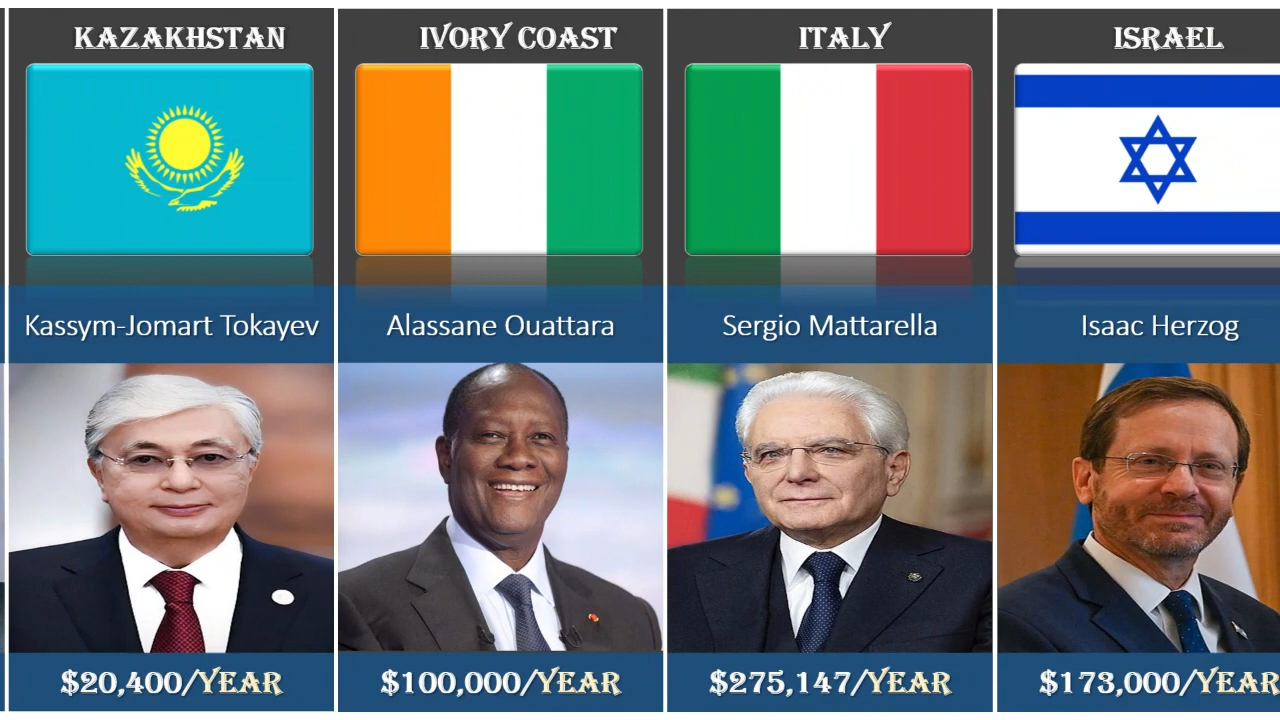 KAZAKHSTAN
Kassym-Jomart Tokayev
$20,400/YEAR
IVORY COAST
Alassane Ouattara
$100,000/YEAR
ITALY
Sergio Mattarella
$275,147/YEAR
ISRAEL
Isaac Herzog
$173,000/YEAR